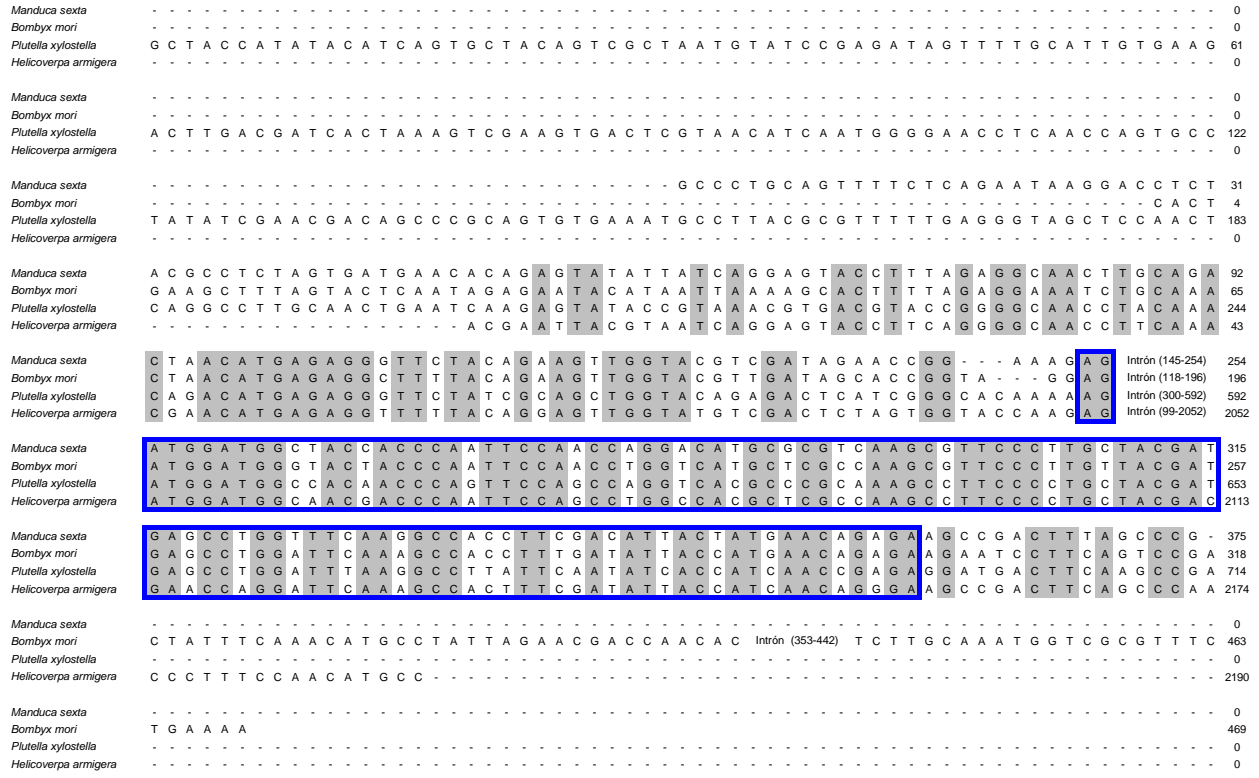 Manduca sexta - - - - - - - - - - - - - - - - - - - - - - - - - - - - - - - - - - - - - - - - - - - - - - - - - - - - - - - - - - - - - 0
Bombyx mori - - - - - - - - - - - - - - - - - - - - - - - - - - - - - - - - - - - - - - - - - - - - - - - - - - - - - - - - - - - - - 0
Plutella xylostella G C T A C C A T A T A C A T C A G T G C T A C A G T C G C T A A T G T A T C C G A G A T A G T T T T G C A T T G T G A A G 61
Helicoverpa armigera - - - - - - - - - - - - - - - - - - - - - - - - - - - - - - - - - - - - - - - - - - - - - - - - - - - - - - - - - - - - - 0
Manduca sexta - - - - - - - - - - - - - - - - - - - - - - - - - - - - - - - - - - - - - - - - - - - - - - - - - - - - - - - - - - - - - 0
Bombyx mori - - - - - - - - - - - - - - - - - - - - - - - - - - - - - - - - - - - - - - - - - - - - - - - - - - - - - - - - - - - - - 0
Plutella xylostella A C T T G A C G A T C A C T A A A G T C G A A G T G A C T C G T A A C A T C A A T G G G G A A C C T C A A C C A G T G C C 122
Helicoverpa armigera - - - - - - - - - - - - - - - - - - - - - - - - - - - - - - - - - - - - - - - - - - - - - - - - - - - - - - - - - - - - - 0
Manduca sexta - - - - - - - - - - - - - - - - - - - - - - - - - - - - - - G C C C T G C A G T T T T C T C A G A A T A A G G A C C T C T 31
Bombyx mori - - - - - - - - - - - - - - - - - - - - - - - - - - - - - - - - - - - - - - - - - - - - - - - - - - - - - - - - - C A C T 4
Plutella xylostella T A T A T C G A A C G A C A G C C C G C A G T G T G A A A T G C C T T A C G C G T T T T T G A G G G T A G C T C C A A C T 183
Helicoverpa armigera - - - - - - - - - - - - - - - - - - - - - - - - - - - - - - - - - - - - - - - - - - - - - - - - - - - - - - - - - - - - - 0
Manduca sexta A C G C C T C T A G T G A T G A A C A C A G A G T A T A T T A T C A G G A G T A C C T T T A G A G G C A A C T T G C A G A 92
Bombyx mori G A A G C T T T A G T A C T C A A T A G A G A A T A C A T A A T T A A A A G C A C T T T T A G A G G A A A T C T G C A A A 65
Plutella xylostella C A G G C C T T G C A A C T G A A T C A A G A G T A T A C C G T A A A C G T G A C G T A C C G G G G C A A C C T A C A A A 244
Helicoverpa armigera - - - - - - - - - - - - - - - - - - A C G A A T T A C G T A A T C A G G A G T A C C T T C A G G G G C A A C C T T C A A A 43
Manduca sexta C T A A C A T G A G A G G G T T C T A C A G A A G T T G G T A C G T C G A T A G A A C C G G - - - A A A G A G Intrón (145-254) 254
Bombyx mori C T A A C A T G A G A G G C T T T T A C A G A A G T T G G T A C G T T G A T A G C A C C G G T A - - - G G A G Intrón (118-196) 196
Plutella xylostella C A G A C A T G A G A G G G T T C T A T C G C A G C T G G T A C A G A G A C T C A T C G G G C A C A A A A A G Intrón (300-592) 592
Helicoverpa armigera C G A A C A T G A G A G G T T T T T A C A G G A G T T G G T A T G T C G A C T C T A G T G G T A C C A A G A G Intrón (99-2052) 2052
Manduca sexta A T G G A T G G C T A C C A C C C A A T T C C A A C C A G G A C A T G C G C G T C A A G C G T T C C C T T G C T A C G A T 315
Bombyx mori A T G G A T G G G T A C T A C C C A A T T C C A A C C T G G T C A T G C T C G C C A A G C G T T C C C T T G T T A C G A T 257
Plutella xylostella A T G G A T G G C C A C A A C C C A G T T C C A G C C A G G T C A C G C C C G C A A A G C C T T C C C C T G C T A C G A T 653
Helicoverpa armigera A T G G A T G G C A A C G A C C C A A T T C C A G C C T G G C C A C G C T C G C C A A G C C T T C C C C T G C T A C G A C 2113
Manduca sexta G A G C C T G G T T T C A A G G C C A C C T T C G A C A T T A C T A T G A A C A G A G A A G C C G A C T T T A G C C C G - 375
Bombyx mori G A G C C T G G A T T C A A A G C C A C C T T T G A T A T T A C C A T G A A C A G A G A A G A A T C C T T C A G T C C G A 318
Plutella xylostella G A G C C T G G A T T T A A G G C C T T A T T C A A T A T C A C C A T C A A C C G A G A G G A T G A C T T C A A G C C G A 714
Helicoverpa armigera G A A C C A G G A T T C A A A G C C A C T T T C G A T A T T A C C A T C A A C A G G G A A G C C G A C T T C A G C C C A A 2174
Manduca sexta - - - - - - - - - - - - - - - - - - - - - - - - - - - - - - - - - - - - - - - - - - - - - - - - - - - - - - - - - - - - - 0
Bombyx mori C T A T T T C A A A C A T G C C T A T T A G A A C G A C C A A C A C Intrón (353-442) T C T T G C A A A T G G T C G C G T T T C 463
Plutella xylostella - - - - - - - - - - - - - - - - - - - - - - - - - - - - - - - - - - - - - - - - - - - - - - - - - - - - - - - - - - - - - 0
Helicoverpa armigera C C C T T T C C A A C A T G C C - - - - - - - - - - - - - - - - - - - - - - - - - - - - - - - - - - - - - - - - - - - - - 2190
Manduca sexta - - - - - - - - - - - - - - - - - - - - - - - - - - - - - - - - - - - - - - - - - - - - - - - - - - - - - - - - - - - - - 0
Bombyx mori T G A A A A 469
Plutella xylostella - - - - - - - - - - - - - - - - - - - - - - - - - - - - - - - - - - - - - - - - - - - - - - - - - - - - - - - - - - - - - 0
Helicoverpa armigera - - - - - - - - - - - - - - - - - - - - - - - - - - - - - - - - - - - - - - - - - - - - - - - - - - - - - - - - - - - - - 0